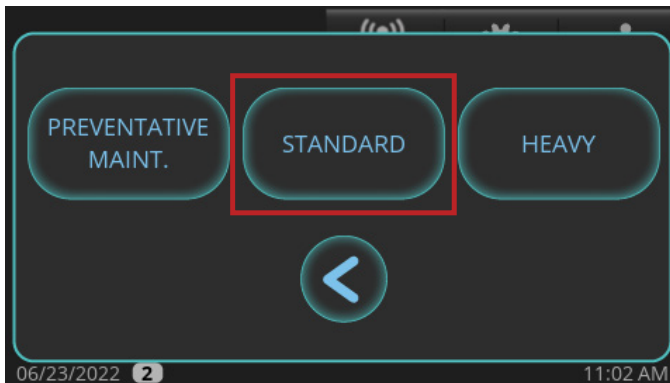 PREVENTATIVE
MAINT.
STANDARD
HEAVY
06/23/2022 2
11:02 AM